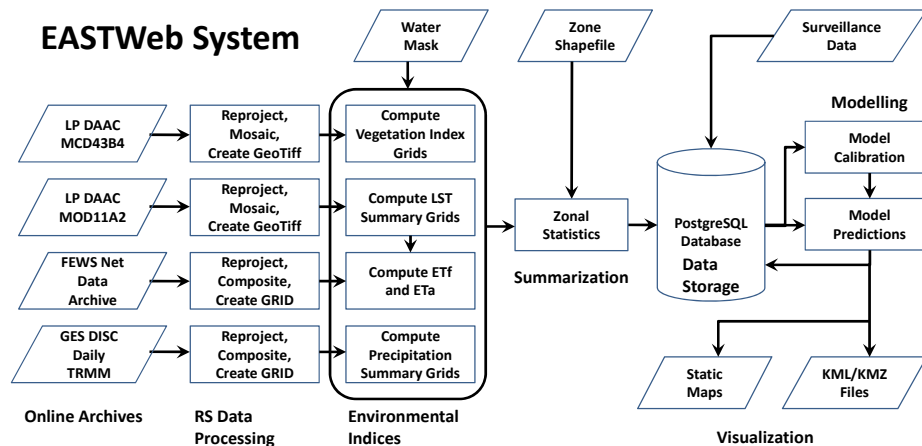 EASTWeb System
Water
Mask
Zone
Shapefile
Surveillance
Data
LP DAAC
MCD43B4
Reproject,
Mosaic,
Create GeoTiff
Compute
Vegetation Index
Grids
Modelling
Model
Calibration
LP DAAC
MOD11A2
Reproject,
Mosaic,
Create GeoTiff
Compute LST
Summary Grids
Zonal
Statistics
PostgreSQL
Database
Data
Storage
Model
Predictions
FEWS Net
Data
Archive
Reproject,
Composite,
Create GRID
Compute ETf
and ETa
Summarization
GES DISC
Daily
TRMM
Reproject,
Composite,
Create GRID
Compute
Precipitation
Summary Grids
Static
Maps
KML/KMZ
Files
Online Archives
RS Data
Processing
Environmental
Indices
Visualization